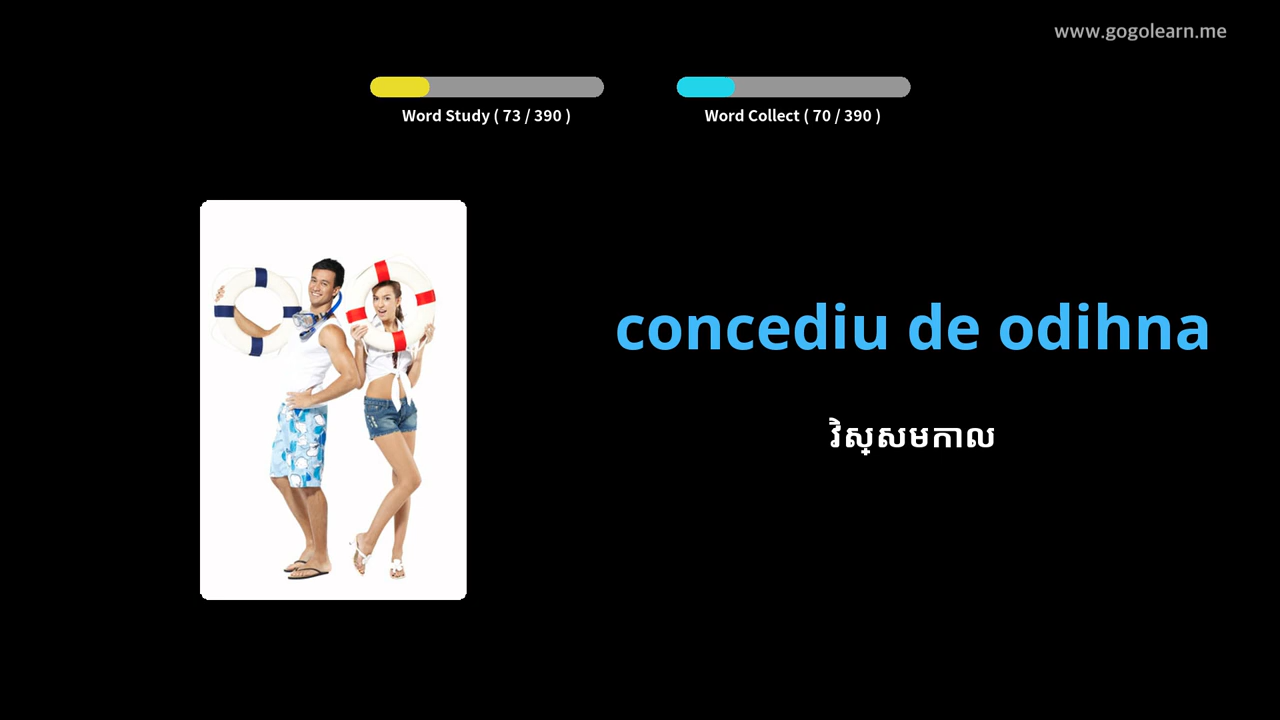 www.gogolearn.me
Word Study ( 73 / 390 )
Word Collect ( 70 / 390 )
concediu de odihna
វិស្សមកាល